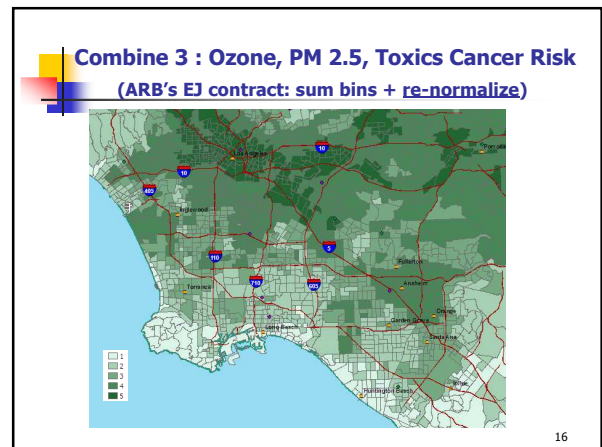 Combine 3 : Ozone, PM 2.5, Toxics Cancer Risk
(ARB's EJ contract: sum bins + re-normalize)
Los Angeles
10
Pomona
10
405
Inglewood
5
110
Fullerton
710
605
Torrance
Anaheim
Orange
Long Beach
Garden Grove
Santa Ana
1
2
3
4
5
Irvine
Huntington Beach
16